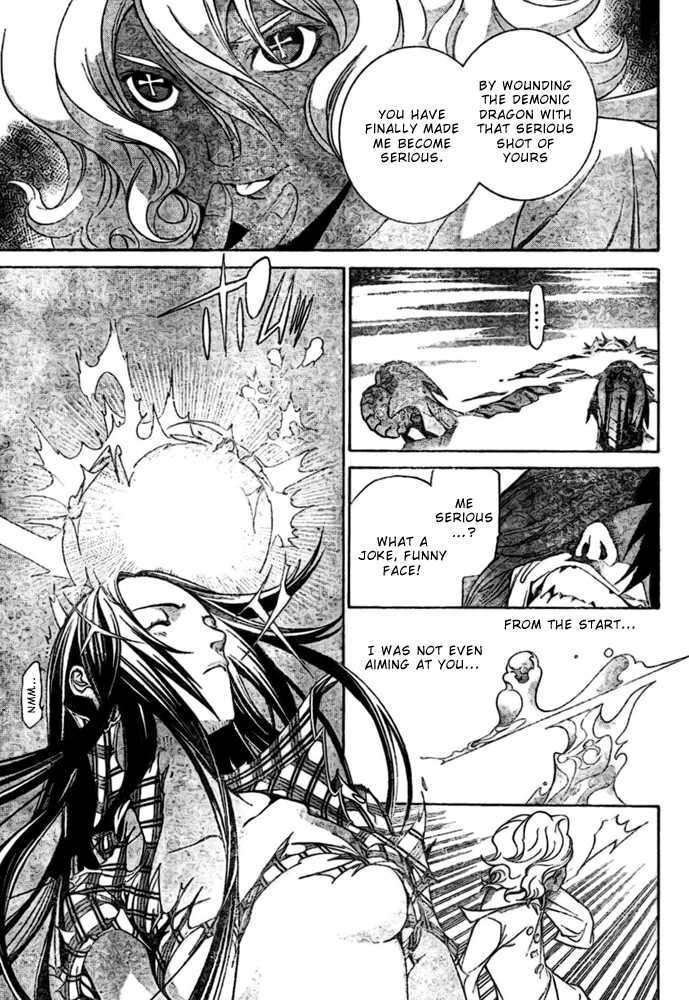 BY WOUNDING
THE DEMONIC
DRAGON WITH
THAT SERIOUS
SHOT OF
YOURS
YOU HAVE
FINALLY MADE
ME BECOME
SERIOUS.
....
ME
SERIOUS
...?
WHAT A
JOKE, FUNNY
FACE!
FROM THE START...
I WAS NOT EVEN
AIMING AT YOU...
NWW...